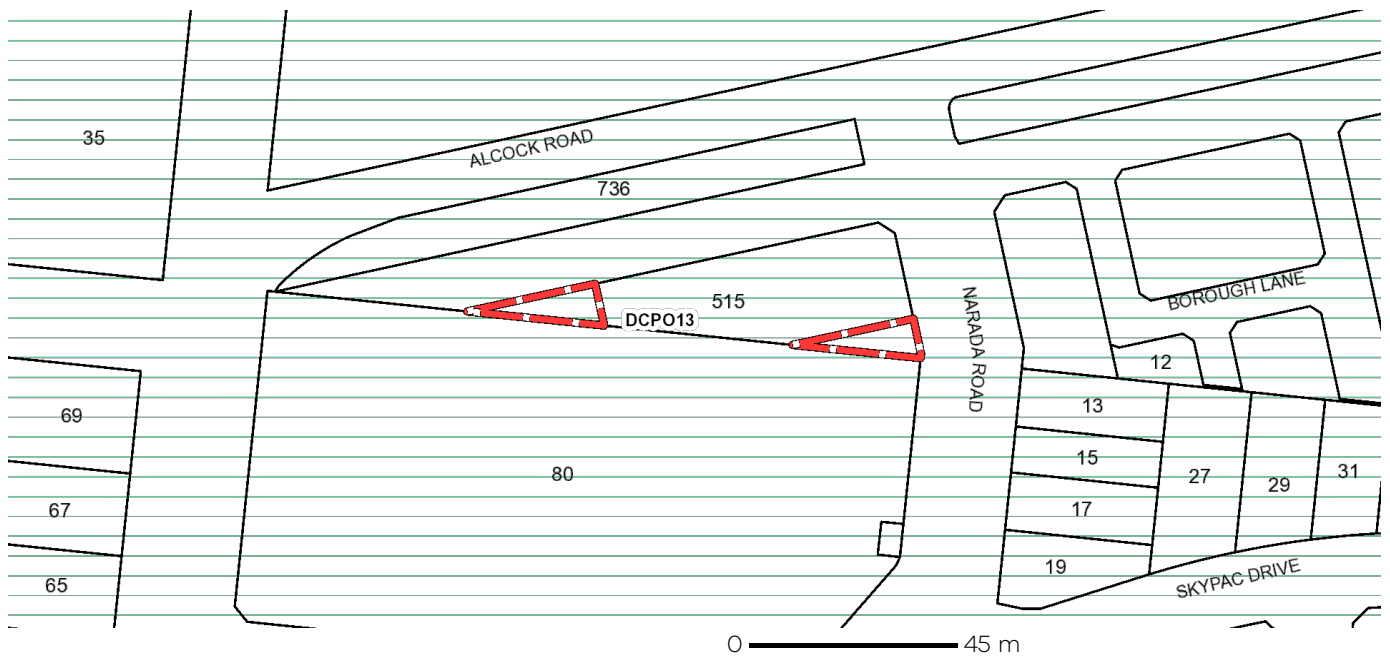 35
ALCOCK ROAD
736
515
DCPO13
NARADA ROAD
BOROUGH LANE
12
13
69
15
80
27
31
29
17
67
19
65
SKYPAC DRIVE
0 45 m